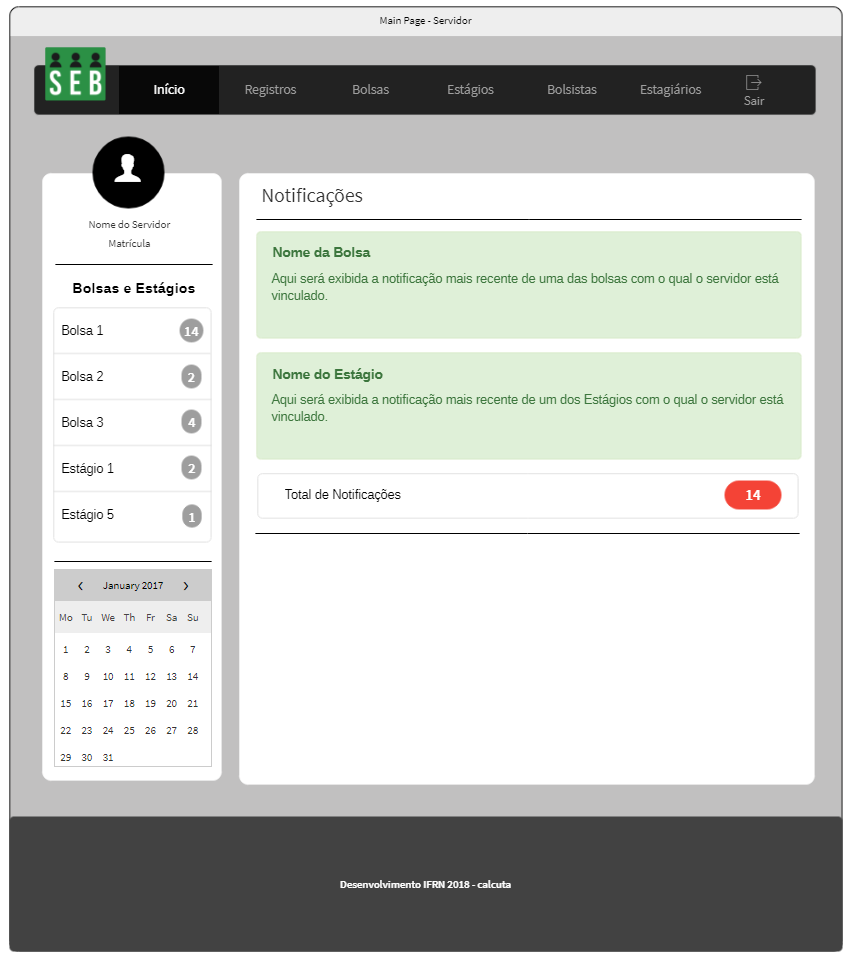 Main Page - Servidor
SEB
Início
Registros
Bolsas
Estágios
Bolsistas
Estagiários
Sair
Nome do Servidor
Matrícula
Bolsas e Estágios
Bolsa 1 14
Bolsa 2 2
Bolsa 3 4
Estágio 1 2
Estágio 5 1
January 2017
Mo Tu We Th Fr Sa Su
1 2 3 4 5 6 7
8 9 10 11 12 13 14
15 16 17 18 19 20 21
22 23 24 25 26 27 28
29 30 31
Notificações
Nome da Bolsa
Aqui será exibida a notificação mais recente de uma das bolsas com o qual o servidor está
vinculado.
Nome do Estágio
Aqui será exibida a notificação mais recente de um dos Estágios com o qual o servidor está
vinculado.
Total de Notificações 14
Desenvolvimento IFRN 2018 - calcuta